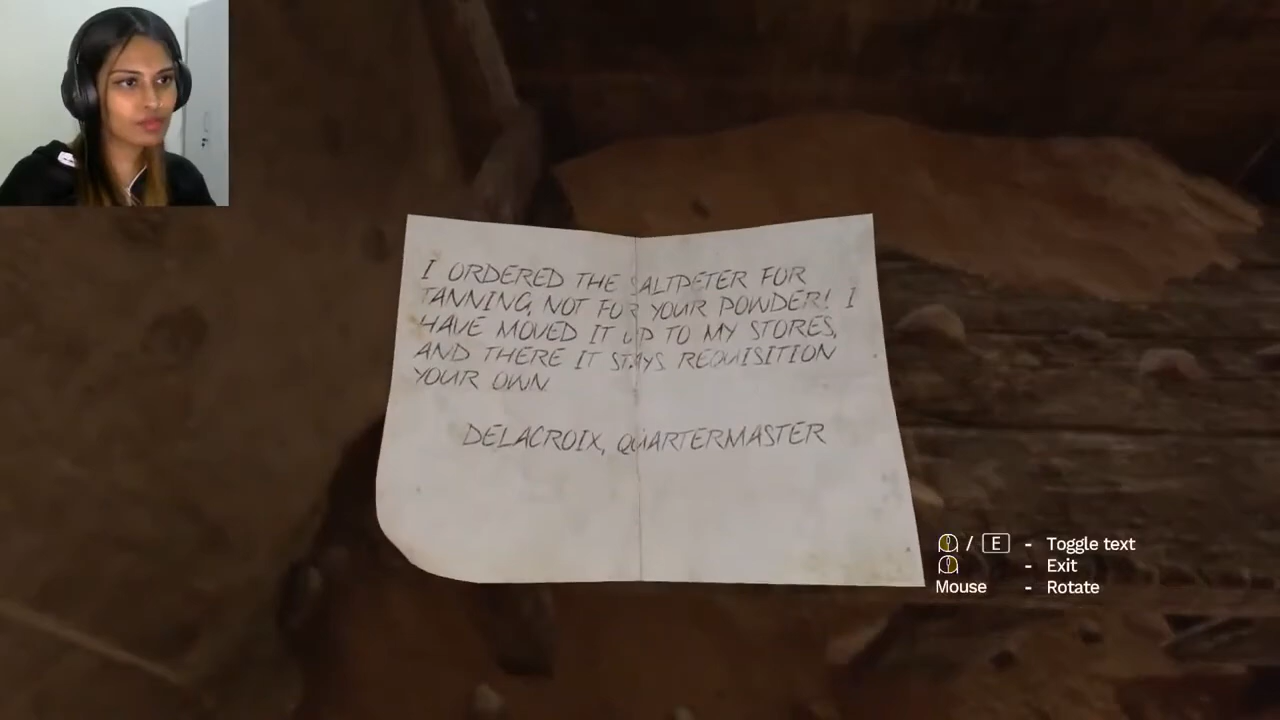 I ORDERED THE SALTPETER FOR
TANNING, NOT FOR YOUR POWDER! I
HAVE MOVED IT UP TO MY STORES,
AND THERE IT STAYS REQUISITION
YOUR OWN
DELACROIX, QUARTERMASTER
/ E - Toggle text
- Exit
Mouse - Rotate